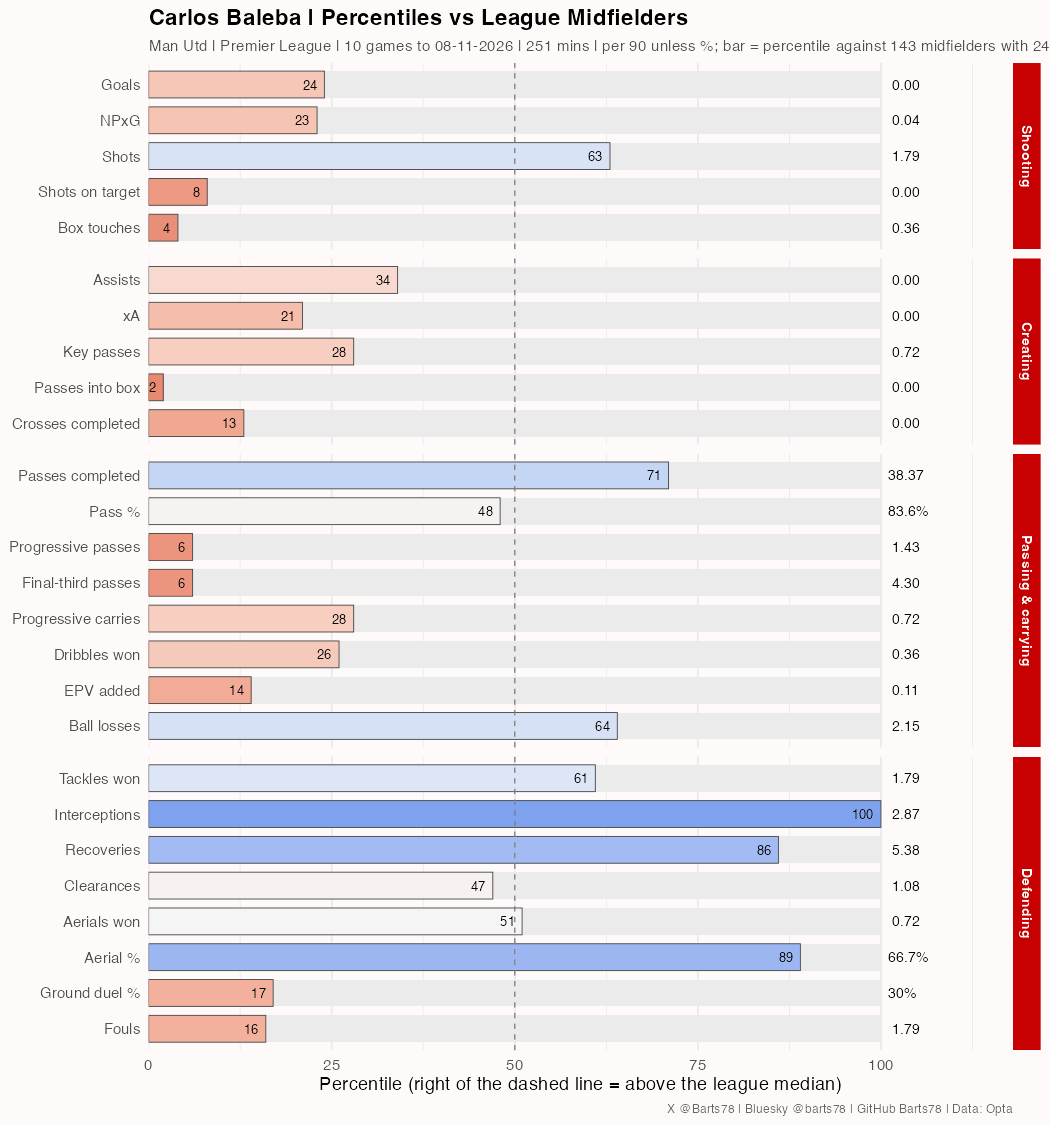 Carlos Baleba | Percentiles vs League Midfielders
Man Utd | Premier League | 10 games to 08-11-2026 | 251 mins | per 90 unless %; bar = percentile against 143 midfielders with 24
Goals 24 0.00
NPxG 23 0.04
Shots 63 1.79
Shots on target 8 0.00
Box touches 4 0.36
Shooting
Assists 34 0.00
xA 21 0.00
Key passes 28 0.72
Passes into box 2 0.00
Crosses completed 13 0.00
Creating
Passes completed 71 38.37
Pass % 48 83.6%
Progressive passes 6 1.43
Final-third passes 6 4.30
Progressive carries 28 0.72
Dribbles won 26 0.36
EPV added 14 0.11
Ball losses 64 2.15
Passing & carrying
Tackles won 61 1.79
Interceptions 100 2.87
Recoveries 86 5.38
Clearances 47 1.08
Aerials won 51 0.72
Aerial % 89 66.7%
Ground duel % 17 30%
Fouls 16 1.79
Defending
0 25 50 75 100
Percentile (right of the dashed line = above the league median)
X @Barts78 | Bluesky @barts78 | GitHub Barts78 | Data: Opta